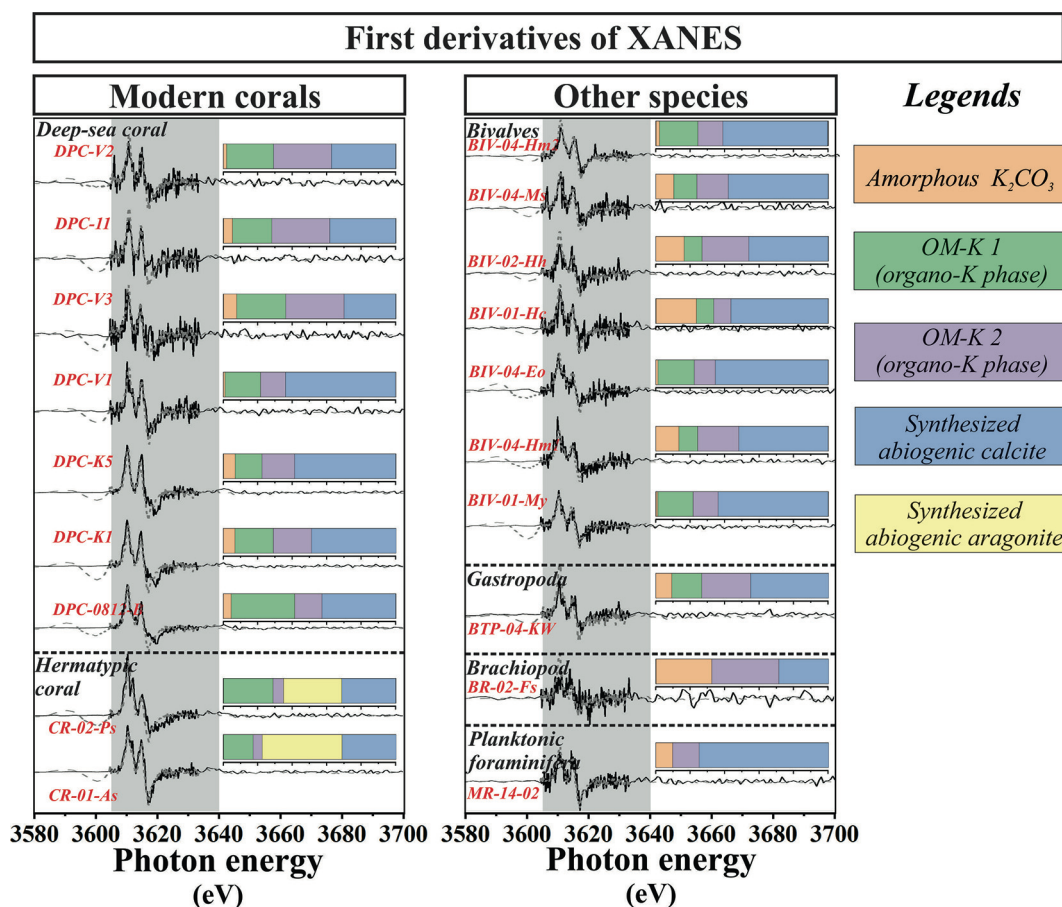 First derivatives of XANES
Modern corals
Deep-sea coral
DPC-V2
DPC-11
DPC-V3
DPC-V1
DPC-K5
DPC-K1
DPC-0812-B
Hermatypic
coral
CR-02-Ps
CR-01-As
3580 3600 3620 3640 3660 3680 3700
Photon energy
(eV)
Other species
Bivalves
BIV-04-Ms
BIV-02-Hh
BIV-01-Hc
BIV-04-Eo
BIV-04-Hm
BIV-01-My
Gastropoda
BTP-04-KW
Brachiopod
BR-02-Fs
Planktonic
foraminifera
MR-14-02
3580 3600 3620 3640 3660 3680 3700
Photon energy
(eV)
Legends
Amorphous K₂CO₃
OM-K 1
(organo-K phase)
OM-K 2
(organo-K phase)
Synthesized
abiogenic calcite
Synthesized
abiogenic aragonite